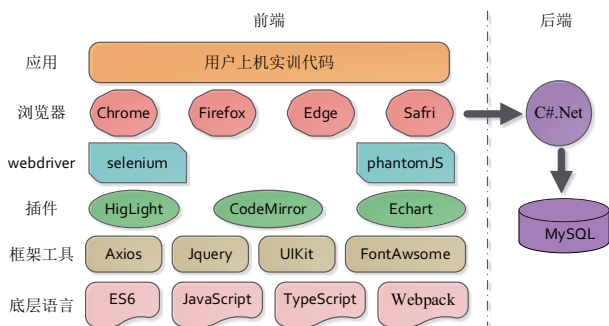 前端 后端
应用 用户上机实训代码
浏览器 Chrome Firefox Edge Safri C#.Net
webdriver selenium phantomJS
插件 HigLight CodeMirror Echart
MySQL
框架工具 Axios Jquery UIKit FontAwsome
底层语言 ES6 JavaScript TypeScript Webpack